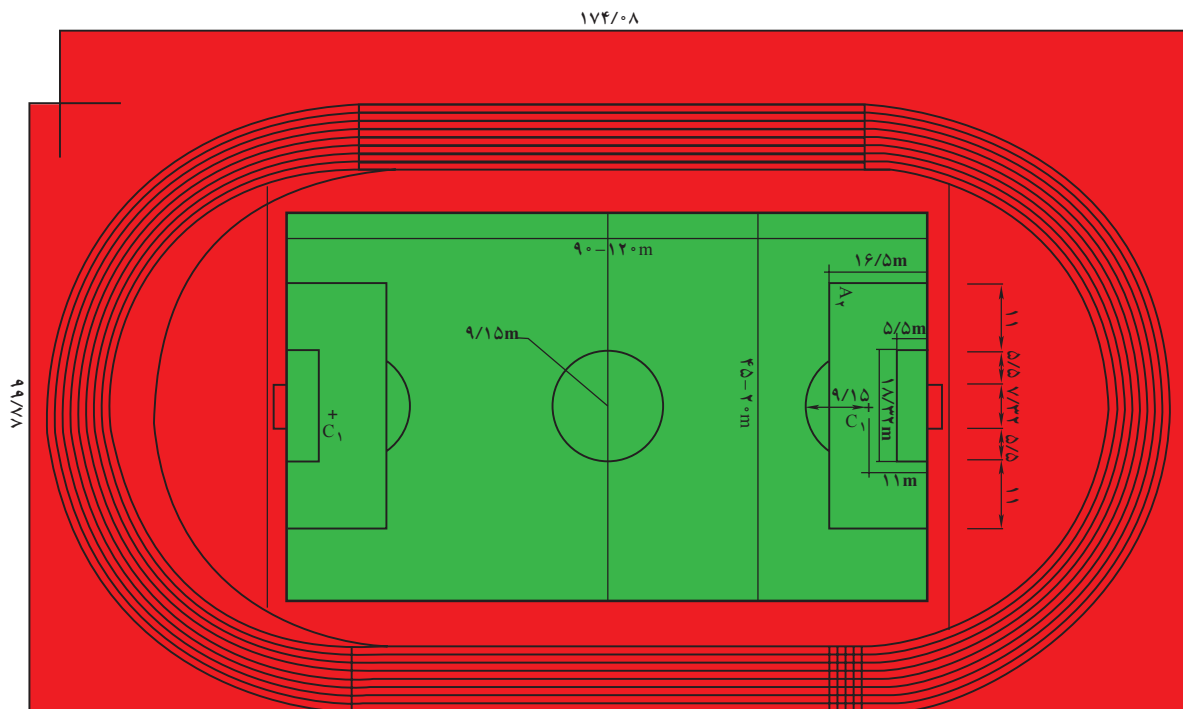 ۱۷۴/۰۸
۹۹/۷۸
۹۰–۱۲۰m
۱۶/۵m
A۲
۵/۵m
۹/۱۵m
۴۵–۲۰m
۹/۱۵
C۱
۱۸/۳۲m
۱۱m
C۱
۱۱
۵/۵
۷/۳۲
۵/۵
۱۱